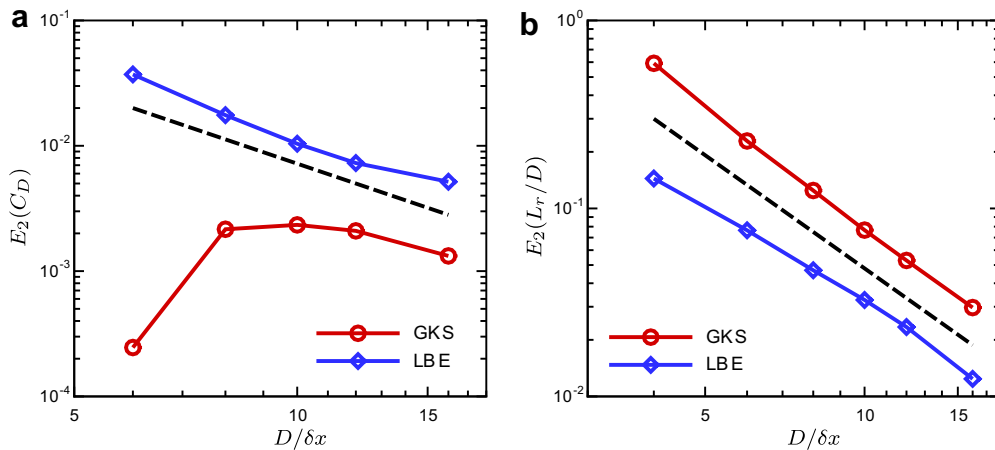 a
10^-1
10^-2
10^-3
10^-4
E_2(C_D)
5
10
15
D/δx
GKS
LBE
b
10^0
10^-1
10^-2
E_2(L_r/D)
5
10
15
D/δx
GKS
LBE